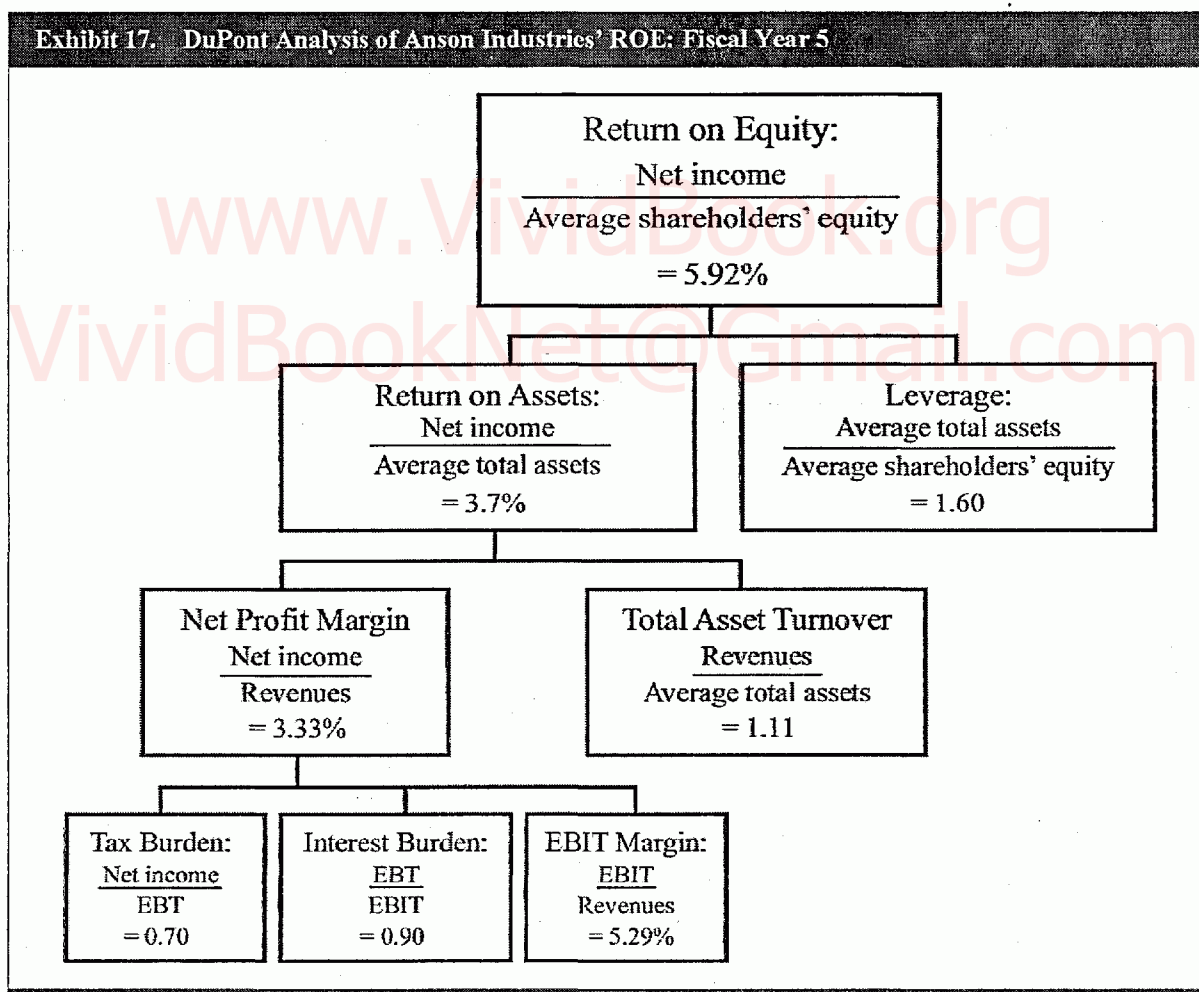 Exhibit 17. DuPont Analysis of Anson Industries' ROE: Fiscal Year 5
Return on Equity:
Net income
Average shareholders' equity
= 5.92%
www.VividBook.org
VividBookNet@Gmail.com
Return on Assets:
Net income
Average total assets
= 3.7%
Leverage:
Average total assets
Average shareholders' equity
= 1.60
Net Profit Margin
Net income
Revenues
= 3.33%
Total Asset Turnover
Revenues
Average total assets
= 1.11
Tax Burden:
Net income
EBT
= 0.70
Interest Burden:
EBT
EBIT
= 0.90
EBIT Margin:
EBIT
Revenues
= 5.29%